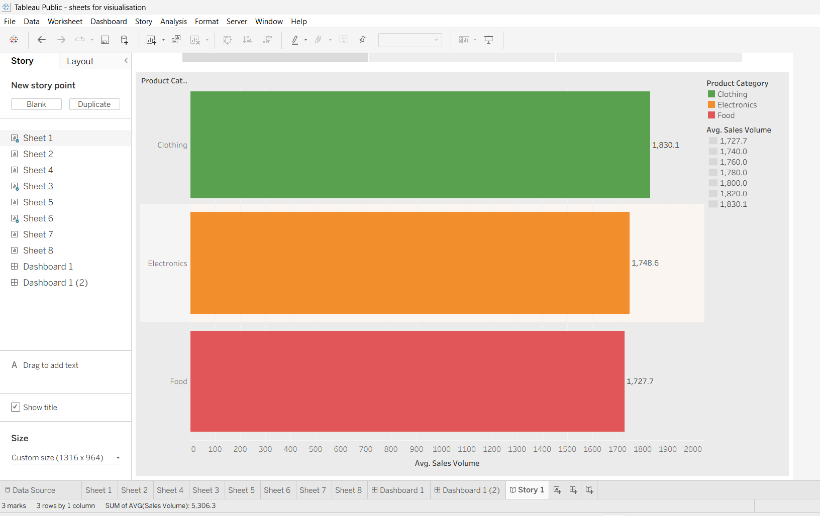 Tableau Public - sheets for visiualisation
File Data Worksheet Dashboard Story Analysis Format Server Window Help
Story Layout
New story point
Blank Duplicate
Sheet 1
Sheet 2
Sheet 4
Sheet 3
Sheet 5
Sheet 6
Sheet 7
Sheet 8
Dashboard 1
Dashboard 1 (2)
A Drag to add text
Show title
Size
Custom size (1316 x 964)
Product Cat..
Clothing 1,830.1
Electronics 1,748.6
Food 1,727.7
0 100 200 300 400 500 600 700 800 900 1000 1100 1200 1300 1400 1500 1600 1700 1800 1900 2000
Avg. Sales Volume
Product Category
Clothing
Electronics
Food
Avg. Sales Volume
1,727.7
1,740.0
1,760.0
1,780.0
1,800.0
1,820.0
1,830.1
Data Source Sheet 1 Sheet 2 Sheet 4 Sheet 3 Sheet 5 Sheet 6 Sheet 7 Sheet 8 Dashboard 1 Dashboard 1 (2) Story 1
3 marks 3 rows by 1 column SUM of AVG(Sales Volume): 5,306.3